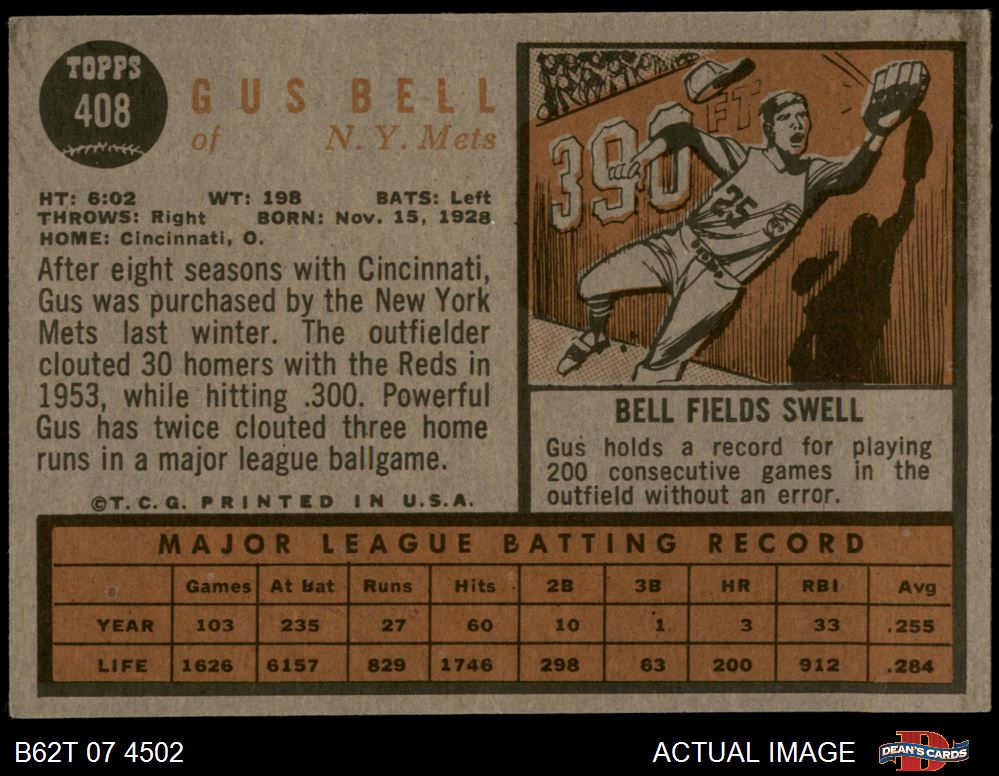 TOPPS
408
GUS BELL
of N. Y. Mets
HT: 6:02 WT: 198 BATS: Left
THROWS: Right BORN: Nov. 15, 1928
HOME: Cincinnati, O.
After eight seasons with Cincinnati,
Gus was purchased by the New York
Mets last winter. The outfielder
clouted 30 homers with the Reds in
1953, while hitting .300. Powerful
Gus has twice clouted three home
runs in a major league ballgame.
©T.C.G. PRINTED IN U.S.A.
390 FT
25
BELL FIELDS SWELL
Gus holds a record for playing
200 consecutive games in the
outfield without an error.
MAJOR LEAGUE BATTING RECORD
Games At Bat Runs Hits 2B 3B HR RBI Avg
YEAR 103 235 27 60 10 1 3 33 .255
LIFE 1626 6157 829 1746 298 63 200 912 .284
B62T 07 4502 ACTUAL IMAGE DEAN'S CARDS